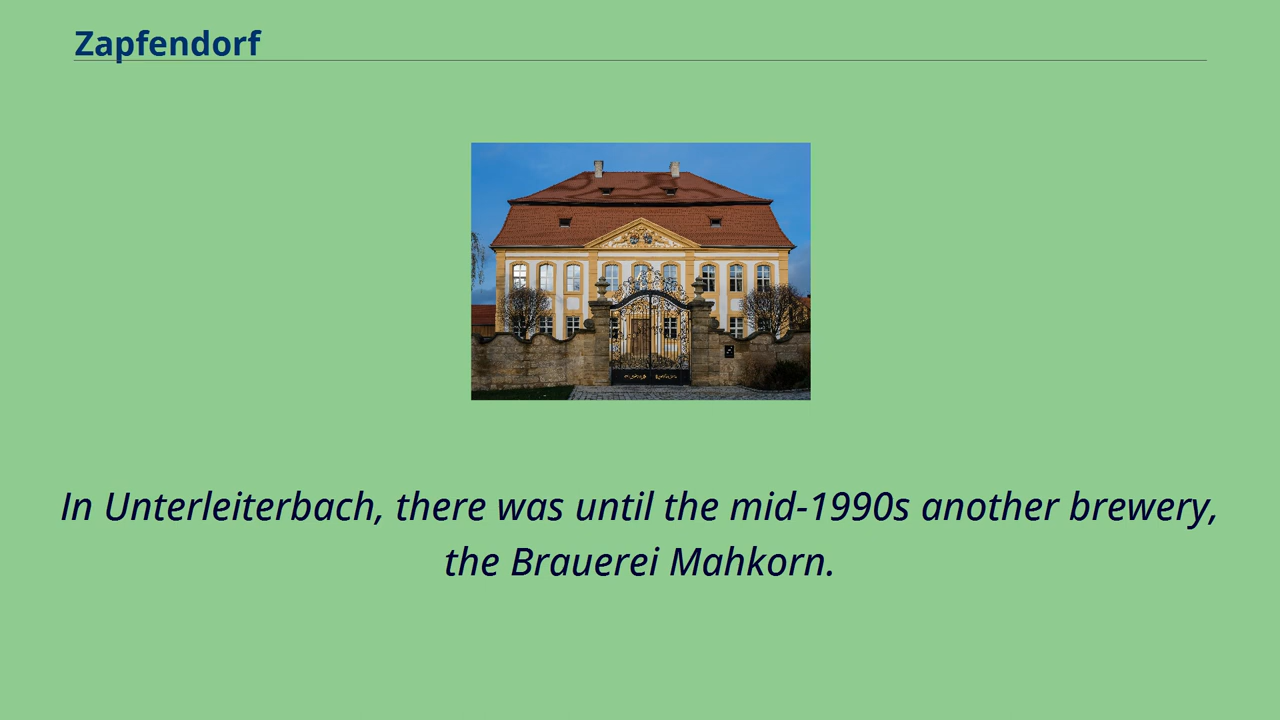 Zapfendorf
In Unterleiterbach, there was until the mid-1990s another brewery,
the Brauerei Mahkorn.